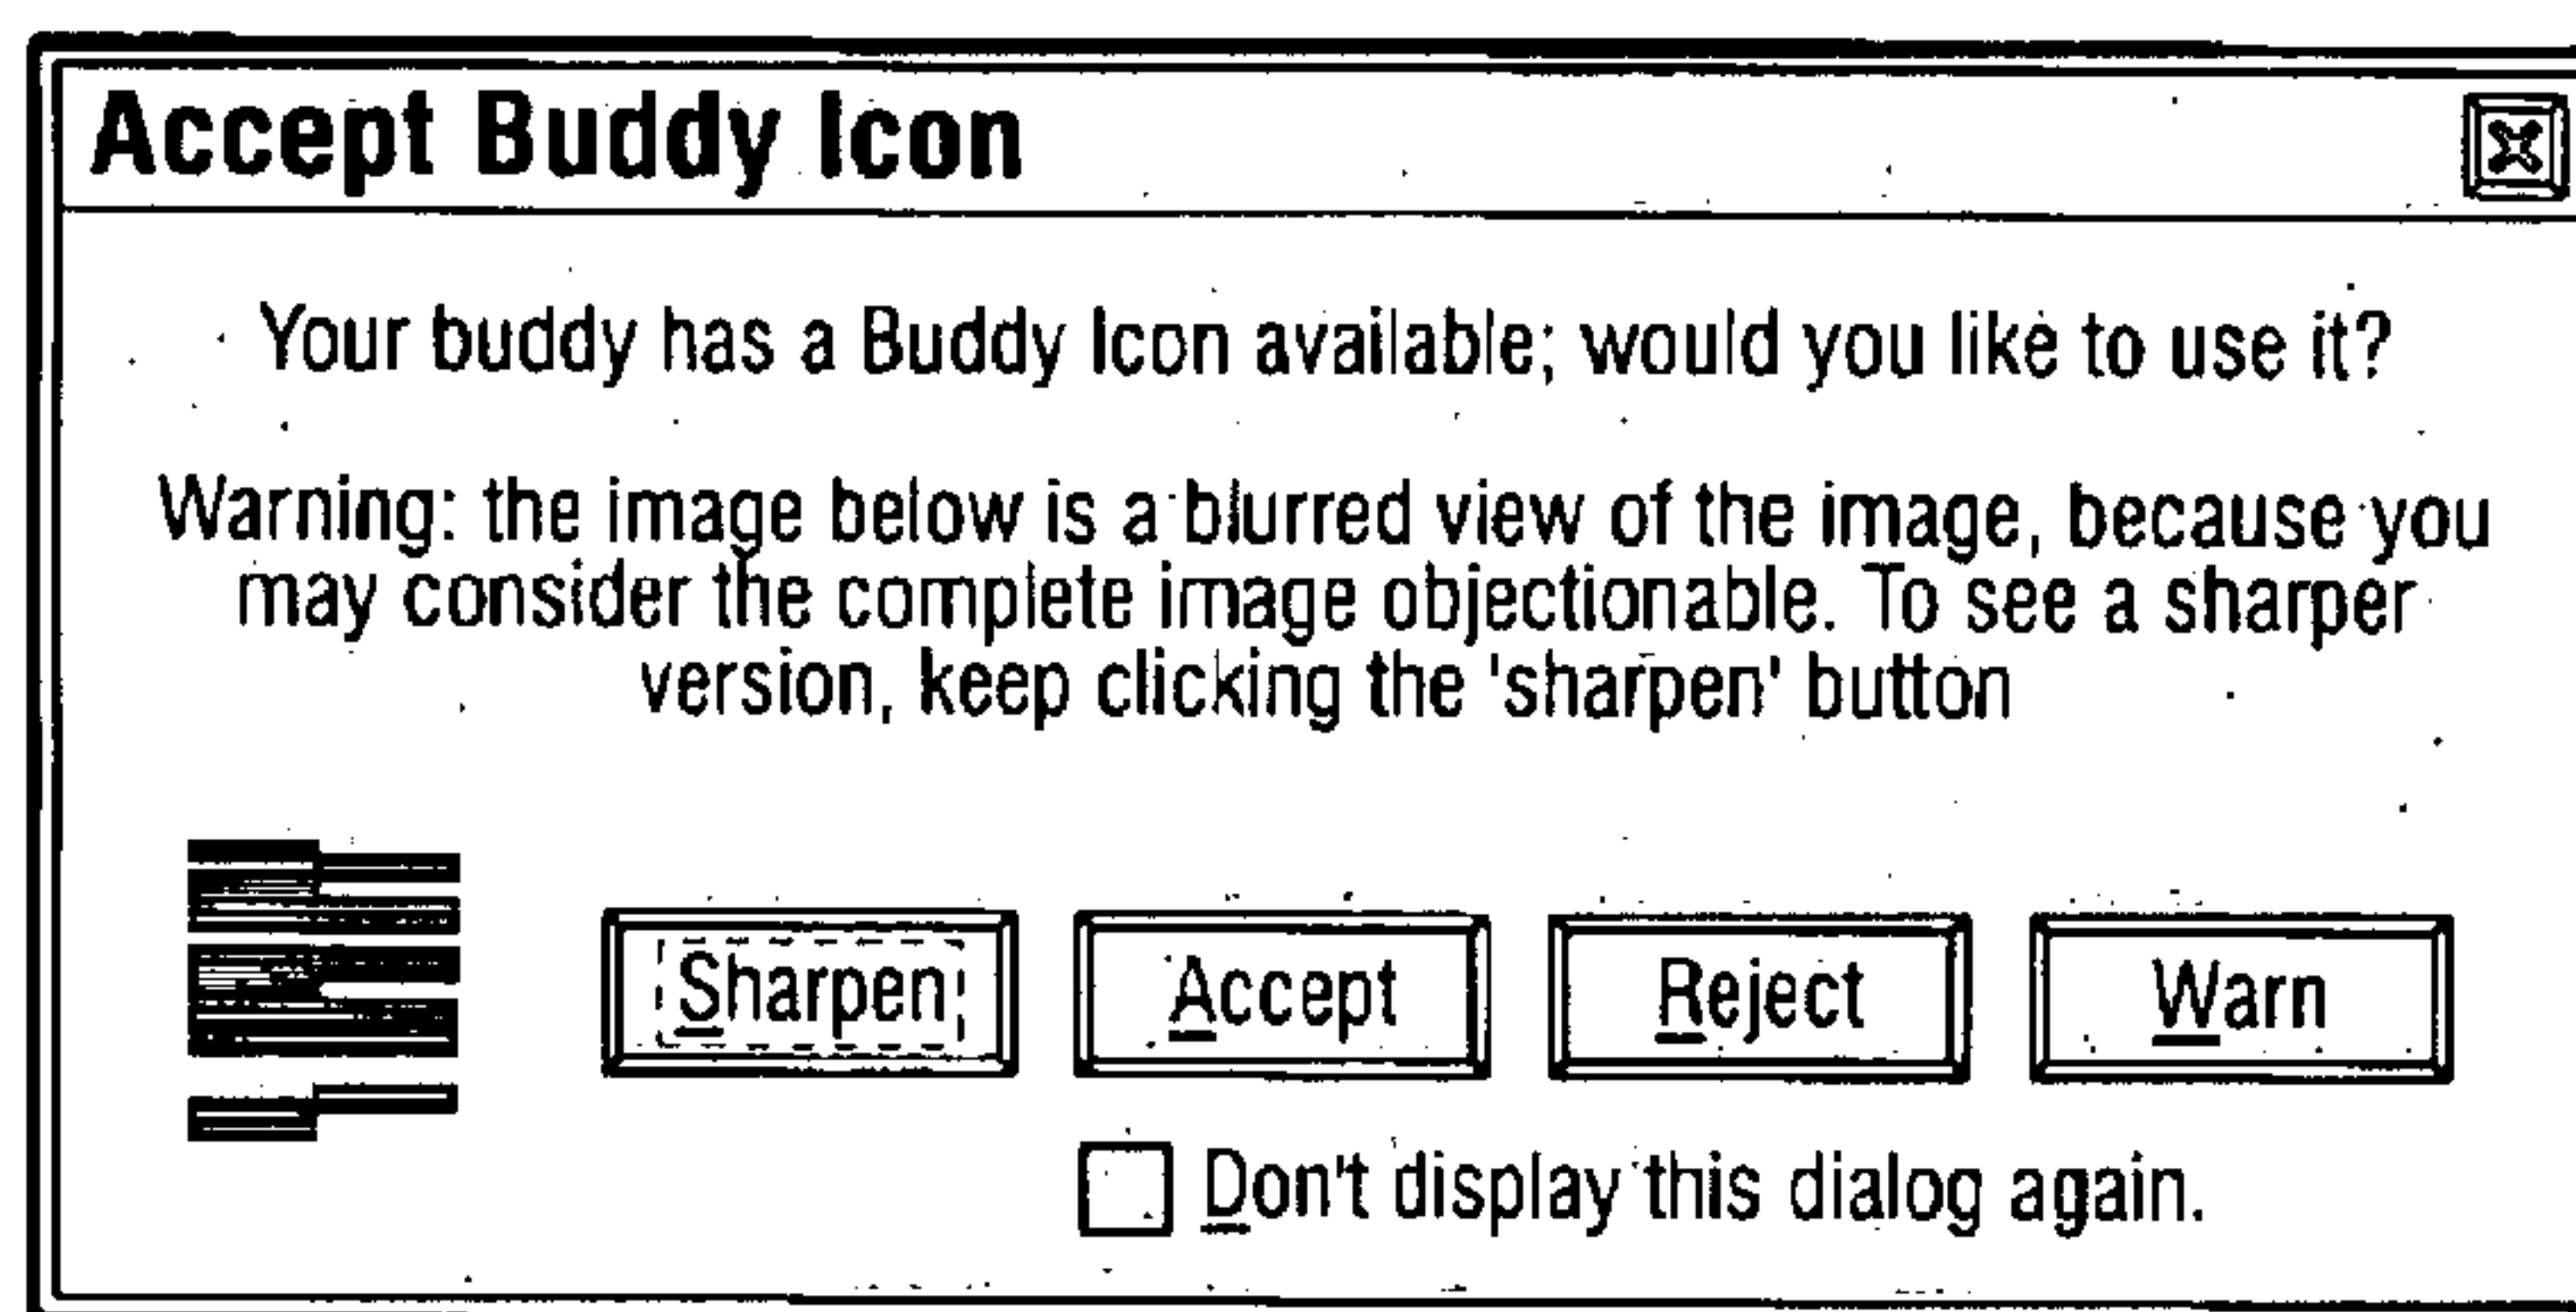 Accept Buddy Icon
Your buddy has a Buddy Icon available; would you like to use it?
Warning: the image below is a blurred view of the image, because you
may consider the complete image objectionable. To see a sharper
version, keep clicking the 'sharpen' button
Sharpen Accept Reject Warn
Don't display this dialog again.